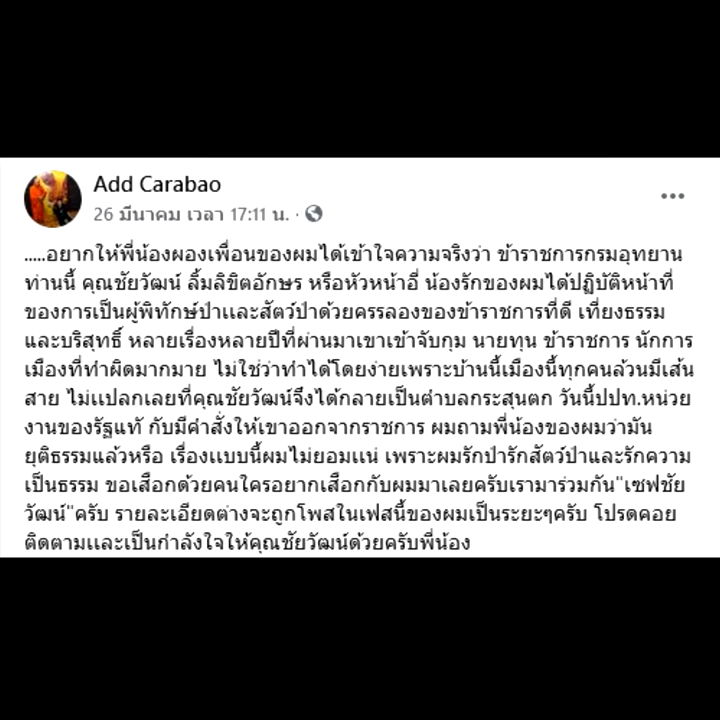 Add Carabao
26 มีนาคม เวลา 17:11 น. ·
.....อยากให้พี่น้องผองเพื่อนของผมได้เข้าใจความจริงว่า ข้าราชการกรมอุทยาน
ท่านนี้ คุณชัยวัฒน์ ลิ้มลิขิตอักษร หรือหัวหน้าอี่ น้องรักของผมได้ปฏิบัติหน้าที่
ของการเป็นผู้พิทักษ์ป่าและสัตว์ป่าด้วยครรลองของข้าราชการที่ดี เที่ยงธรรม
และบริสุทธิ์ หลายเรื่องหลายปีที่ผ่านมาเขาเข้าจับกุม นายทุน ข้าราชการ นักการ
เมืองที่ทำผิดมากมาย ไม่ใช่ว่าทำได้โดยง่ายเพราะบ้านนี้เมืองนี้ทุกคนล้วนมีเส้น
สาย ไม่แปลกเลยที่คุณชัยวัฒน์จึงได้กลายเป็นตำบลกระสุนตก วันนี้ปปท.หน่วย
งานของรัฐแท้ กับมีคำสั่งให้เขาออกจากราชการ ผมถามพี่น้องของผมว่ามัน
ยุติธรรมแล้วหรือ เรื่องแบบนี้ผมไม่ยอมแน่ เพราะผมรักป่ารักสัตว์ป่าและรักความ
เป็นธรรม ขอเสือกด้วยคนใครอยากเสือกกับผมมาเลยครับเรามาร่วมกัน"เซฟชัย
วัฒน์"ครับ รายละเอียดต่างจะถูกโพสในเฟสนี้ของผมเป็นระยะๆครับ โปรดคอย
ติดตามและเป็นกำลังใจให้คุณชัยวัฒน์ด้วยครับพี่น้อง